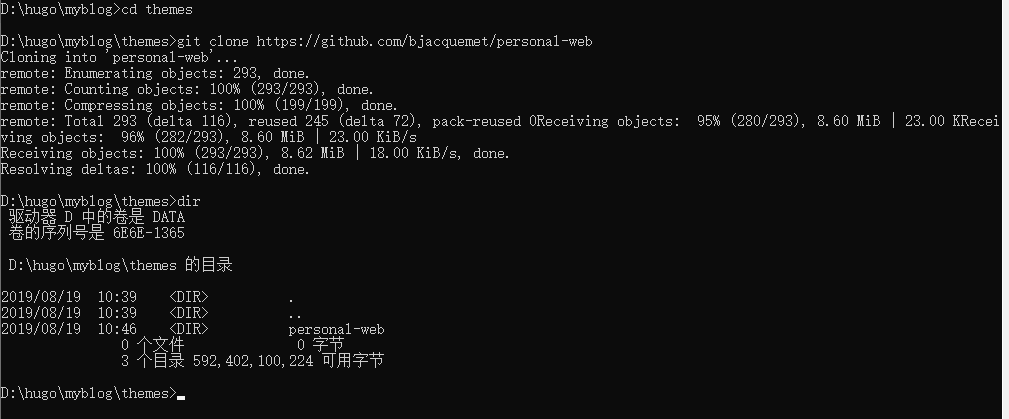 D:\hugo\myblog>cd themes
D:\hugo\myblog\themes>git clone https://github.com/bjacquemet/personal-web
Cloning into 'personal-web'...
remote: Enumerating objects: 293, done.
remote: Counting objects: 100% (293/293), done.
remote: Compressing objects: 100% (199/199), done.
remote: Total 293 (delta 116), reused 245 (delta 72), pack-reused 0Receiving objects:  95% (280/293), 8.60 MiB | 23.00 KRecei
ving objects:  96% (282/293), 8.60 MiB | 23.00 KiB/s
Receiving objects: 100% (293/293), 8.62 MiB | 18.00 KiB/s, done.
Resolving deltas: 100% (116/116), done.
D:\hugo\myblog\themes>dir
驱动器 D 中的卷是 DATA
卷的序列号是 6E6E-1365
D:\hugo\myblog\themes 的目录
2019/08/19  10:39    <DIR>          .
2019/08/19  10:39    <DIR>          ..
2019/08/19  10:46    <DIR>          personal-web
0 个文件              0 字节
3 个目录 592,402,100,224 可用字节
D:\hugo\myblog\themes>